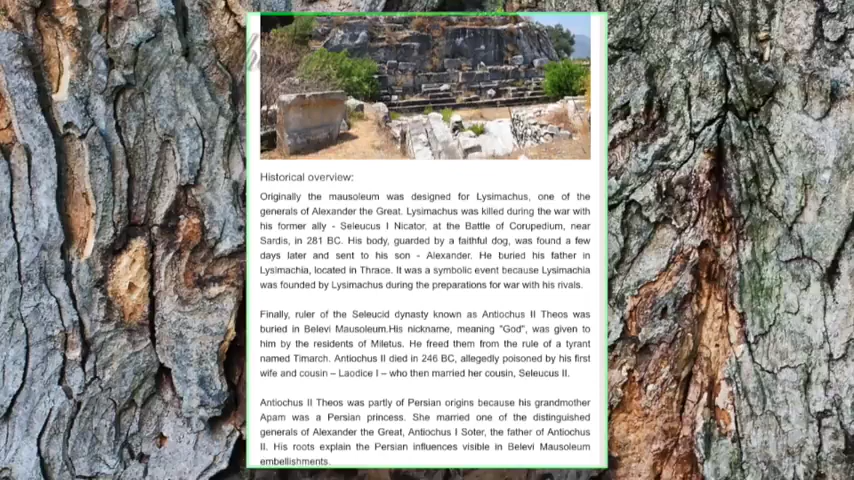 Historical overview:
Originally the mausoleum was designed for Lysimachus, one of the
generals of Alexander the Great. Lysimachus was killed during the war with
his former ally - Seleucus I Nicator, at the Battle of Corupedium, near
Sardis, in 281 BC. His body, guarded by a faithful dog, was found a few
days later and sent to his son - Alexander. He buried his father in
Lysimachia, located in Thrace. It was a symbolic event because Lysimachia
was founded by Lysimachus during the preparations for war with his rivals.
Finally, ruler of the Seleucid dynasty known as Antiochus II Theos was
buried in Belevi Mausoleum.His nickname, meaning "God", was given to
him by the residents of Miletus. He freed them from the rule of a tyrant
named Timarch. Antiochus II died in 246 BC, allegedly poisoned by his first
wife and cousin – Laodice I – who then married her cousin, Seleucus II.
Antiochus II Theos was partly of Persian origins because his grandmother
Apam was a Persian princess. She married one of the distinguished
generals of Alexander the Great, Antiochus I Soter, the father of Antiochus
II. His roots explain the Persian influences visible in Belevi Mausoleum
embellishments.